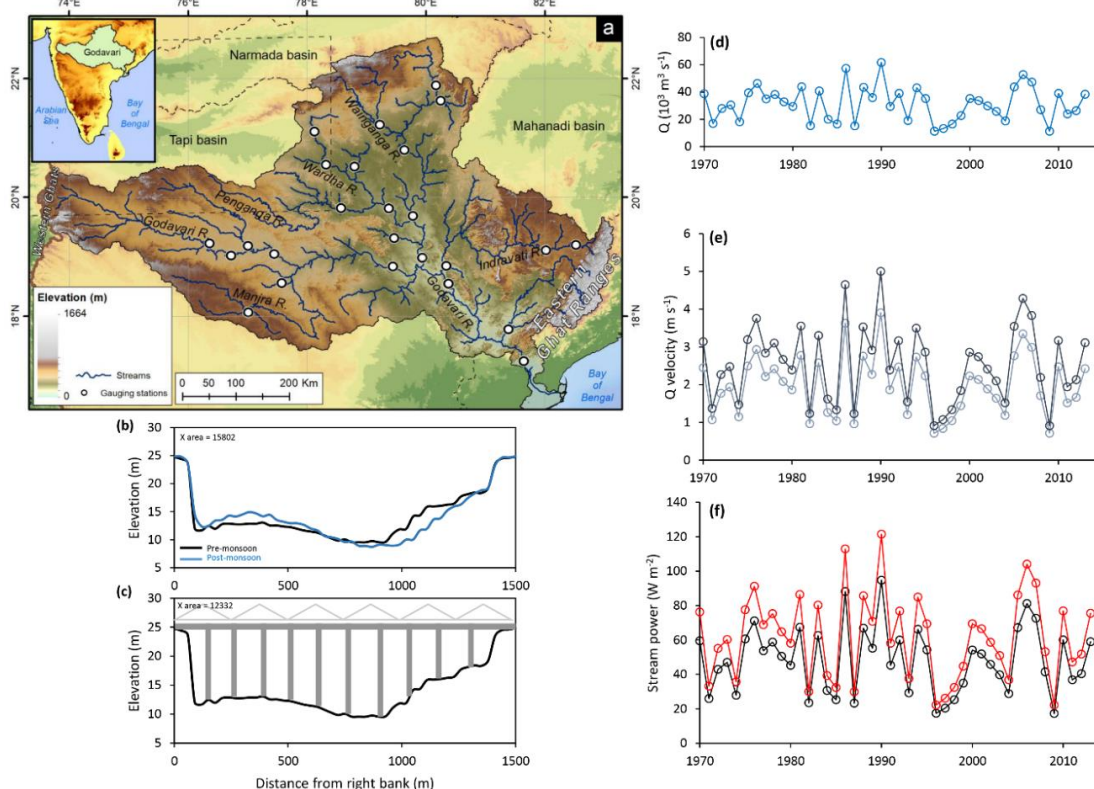 74°E
76°E
78°E
80°E
82°E
a
Godavari
Arabian
Sea
Bay
of
Bengal
Narmada basin
Tapi basin
Mahanadi basin
22°N
20°N
18°N
22°N
20°N
18°N
Western Ghats
Wainganga R.
Wardha R.
Penganga R.
Godavari R.
Manjra R.
Indravati R.
Godavari R.
Eastern
Ghat Ranges
Bay of
Bengal
Elevation (m)
1664
0
Streams
Gauging stations
0 50 100 200 Km
(b)
X area = 15802
Elevation (m)
30
25
20
15
10
5
Pre-monsoon
Post-monsoon
0 500 1000 1500
(c)
X area = 12332
Elevation (m)
30
25
20
15
10
5
0 500 1000 1500
Distance from right bank (m)
(d)
Q (10³ m³ s⁻¹)
80
60
40
20
0
1970 1980 1990 2000 2010
(e)
Q velocity (m s⁻¹)
6
5
4
3
2
1
0
1970 1980 1990 2000 2010
(f)
Stream power (W m⁻²)
140
120
100
80
60
40
20
0
1970 1980 1990 2000 2010